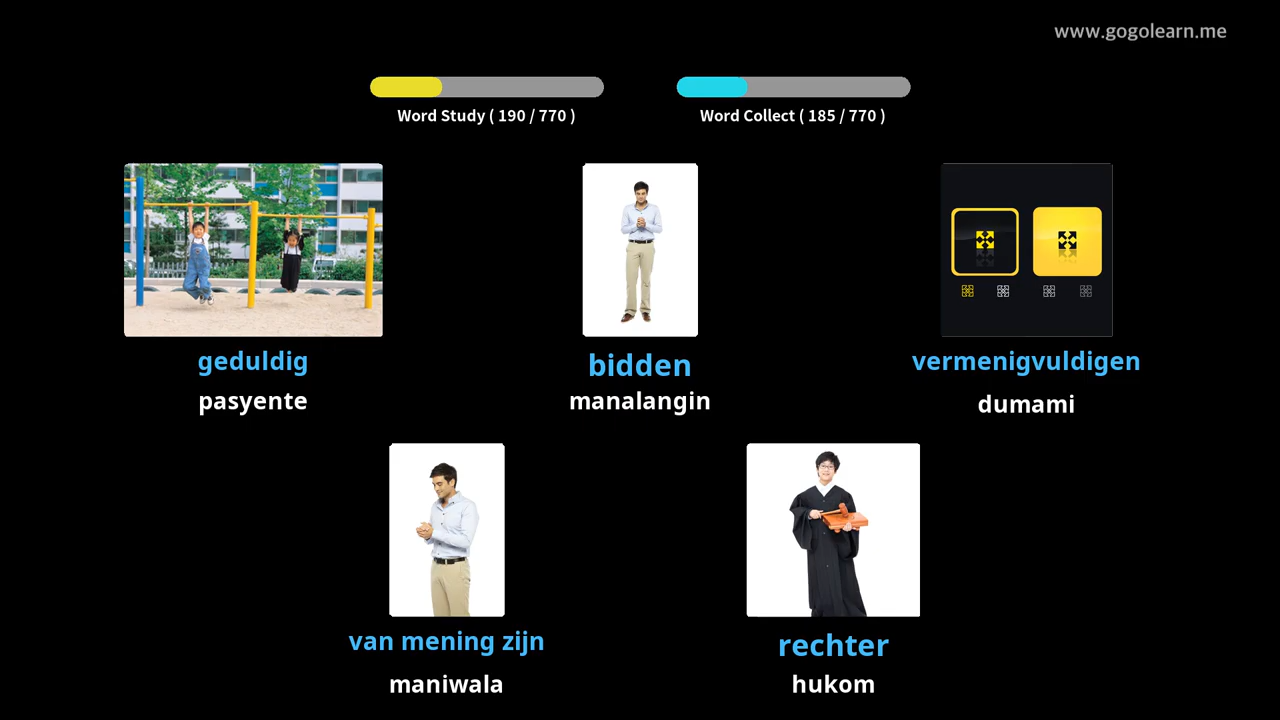 www.gogolearn.me
Word Study ( 190 / 770 )
Word Collect ( 185 / 770 )
geduldig
pasyente
bidden
manalangin
vermenigvuldigen
dumami
van mening zijn
maniwala
rechter
hukom